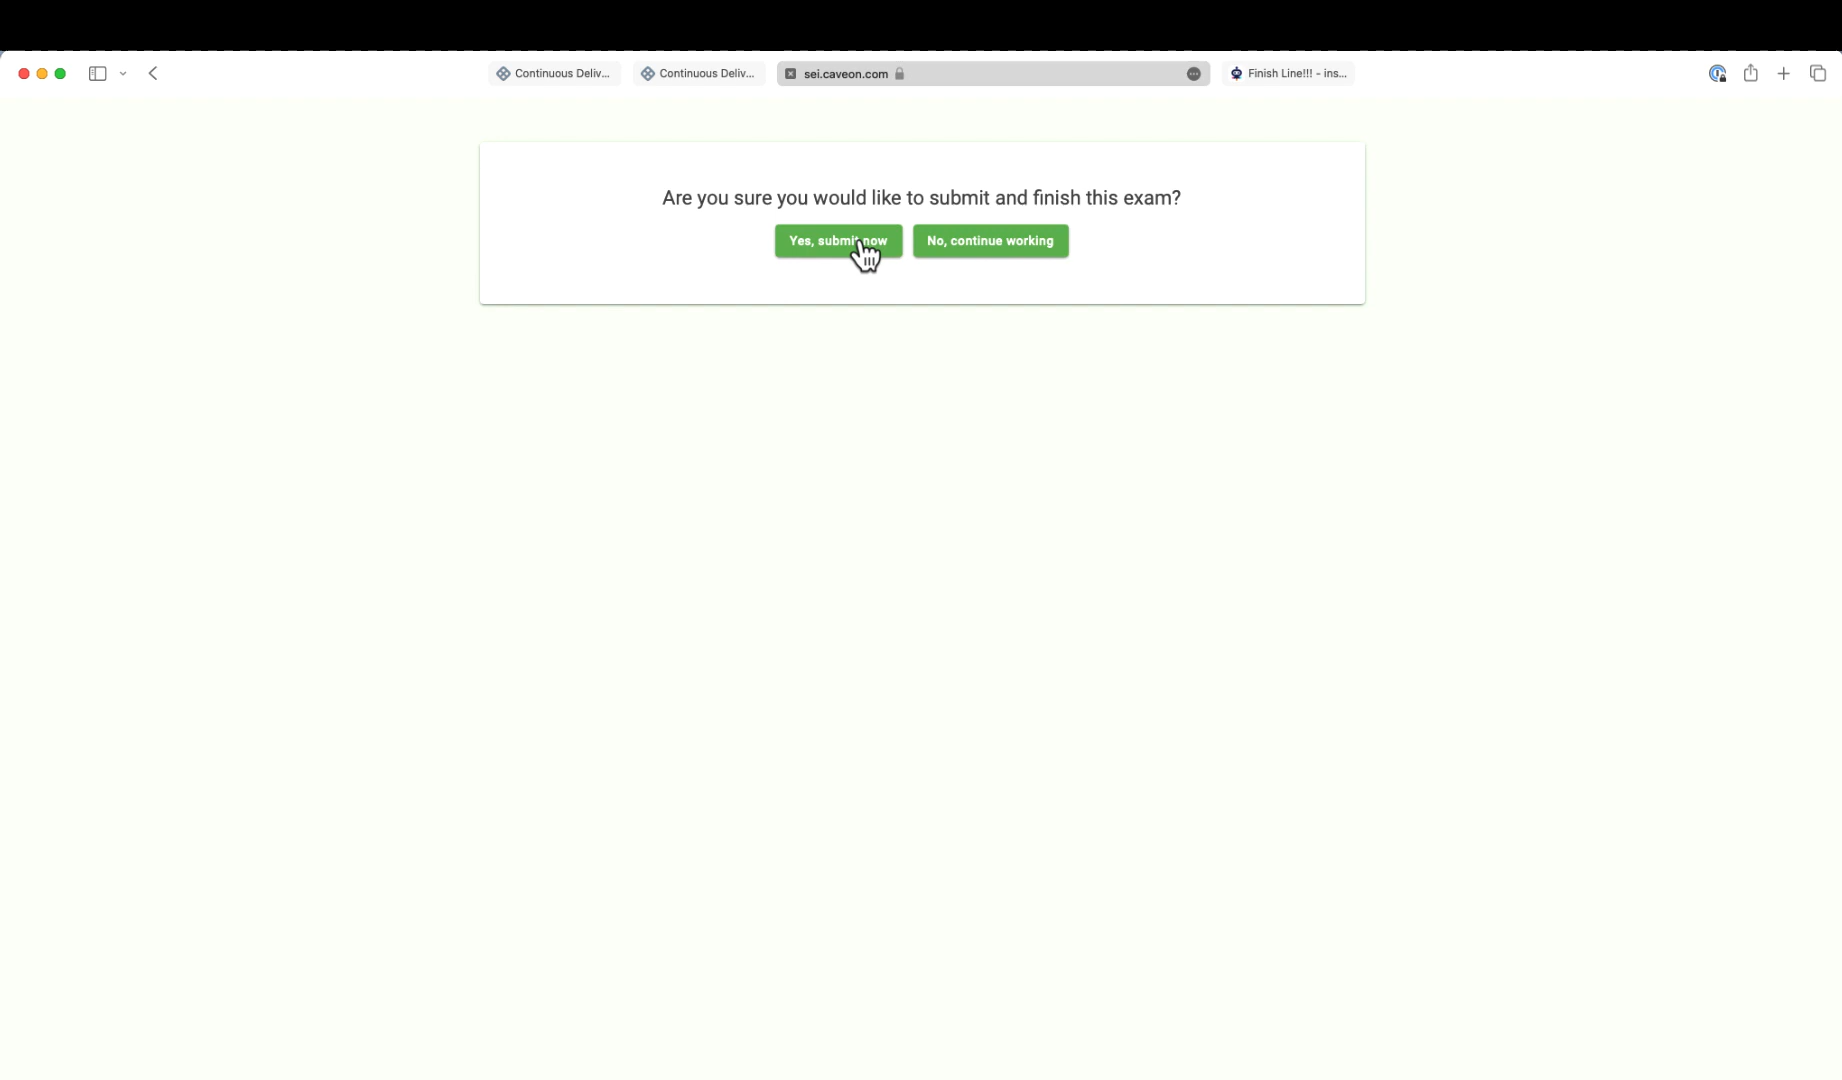 Continuous Deliv...
Continuous Deliv...
sei.caveon.com
Finish Line!!! - ins...
Are you sure you would like to submit and finish this exam?
Yes, submit now
No, continue working